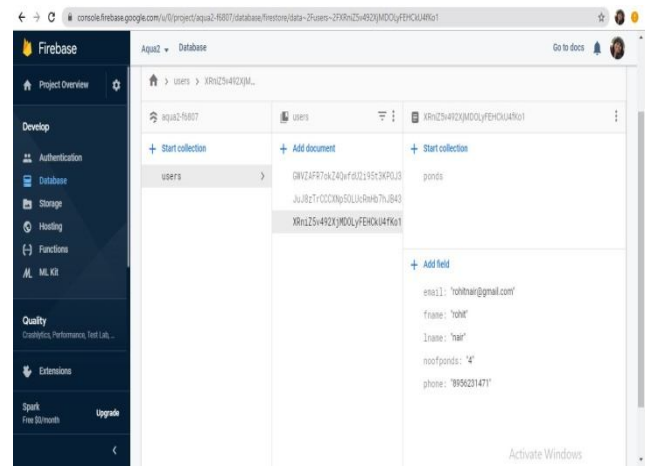 console.firebase.google.com/u/0/project/aqua2-f6807/database/firestore/data~2Fusers~2FXRniZ5v492XjMDOLyFEHCkU4fKo1
Firebase
Aqua2
Database
Go to docs
Project Overview
users
XRniZ5v492XjM...
aqua2-f6807
users
XRniZ5v492XjMDOLyFEHCkU4fKo1
Develop
Start collection
Add document
Start collection
Authentication
users
ponds
Database
Storage
XRniZ5v492XjMDOLyFEHCkU4fKo1
Hosting
Functions
ML Kit
Add field
email: "rohitnair@gmail.com"
fname: "rohit"
Quality
Crashlytics, Performance, Test Lab, ...
lname: "nair"
noofponds: "4"
Extensions
phone: "8956231471"
Spark
Free $0/month
Upgrade
Activate Windows